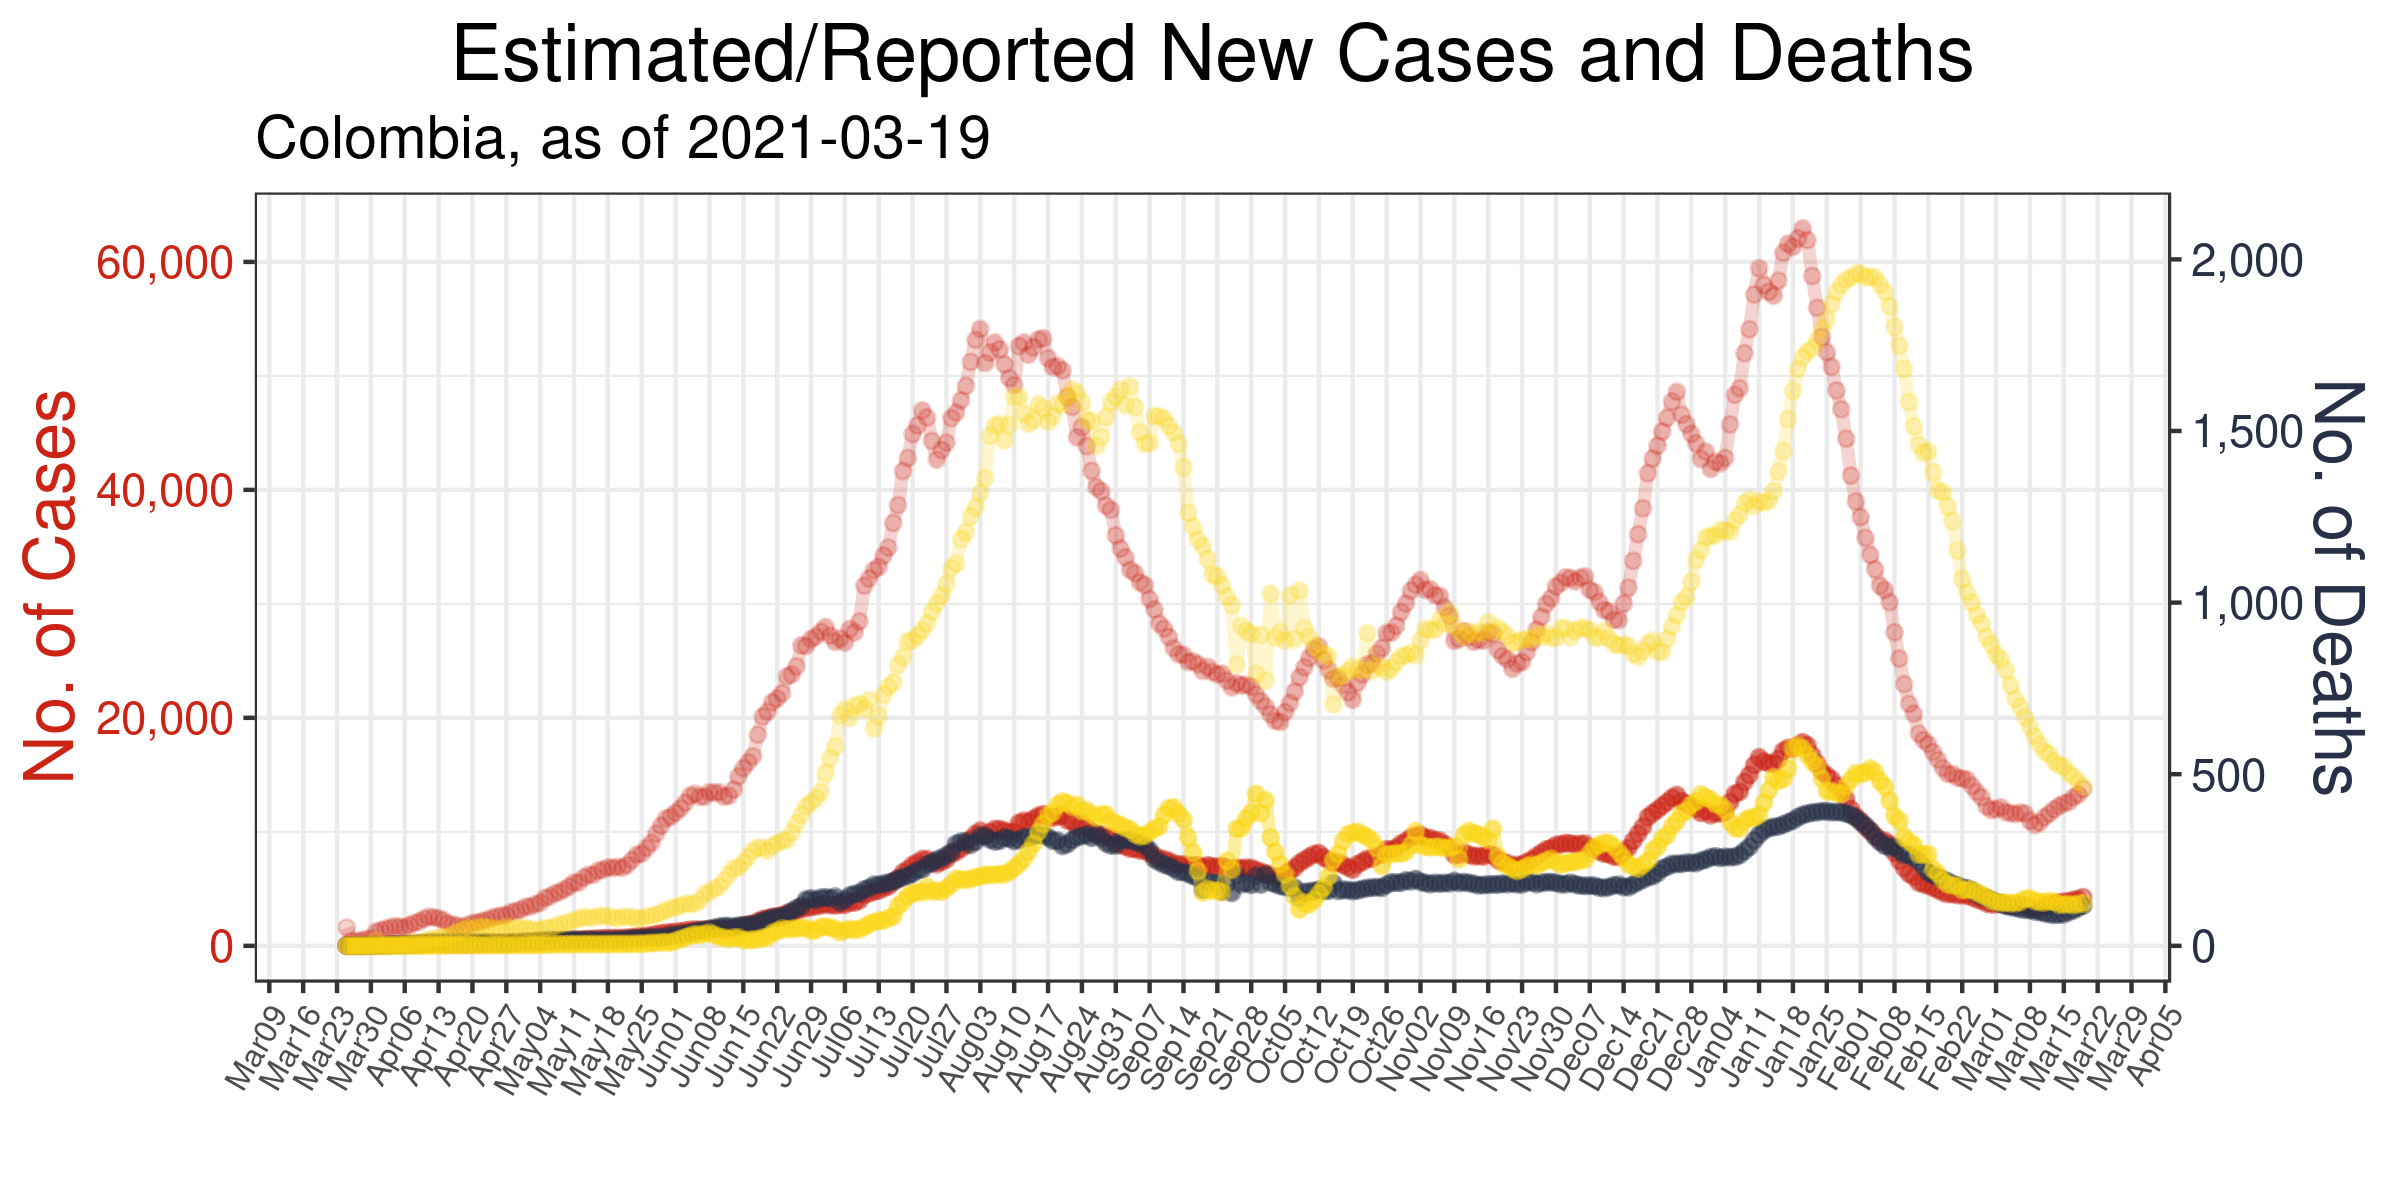 Estimated/Reported New Cases and Deaths
Colombia, as of 2021-03-19
No. of Cases
60,000
40,000
20,000
0
2,000
1,500
1,000
500
0
No. of Deaths
Mar09
Mar16
Mar23
Mar30
Apr06
Apr13
Apr20
Apr27
May04
May11
May18
May25
Jun01
Jun08
Jun15
Jun22
Jun29
Jul06
Jul13
Jul20
Jul27
Aug03
Aug10
Aug17
Aug24
Aug31
Sep07
Sep14
Sep21
Sep28
Oct05
Oct12
Oct19
Oct26
Nov02
Nov09
Nov16
Nov23
Nov30
Dec07
Dec14
Dec21
Dec28
Jan04
Jan11
Jan18
Jan25
Feb01
Feb08
Feb15
Feb22
Mar01
Mar08
Mar15
Mar22
Mar29
Apr05